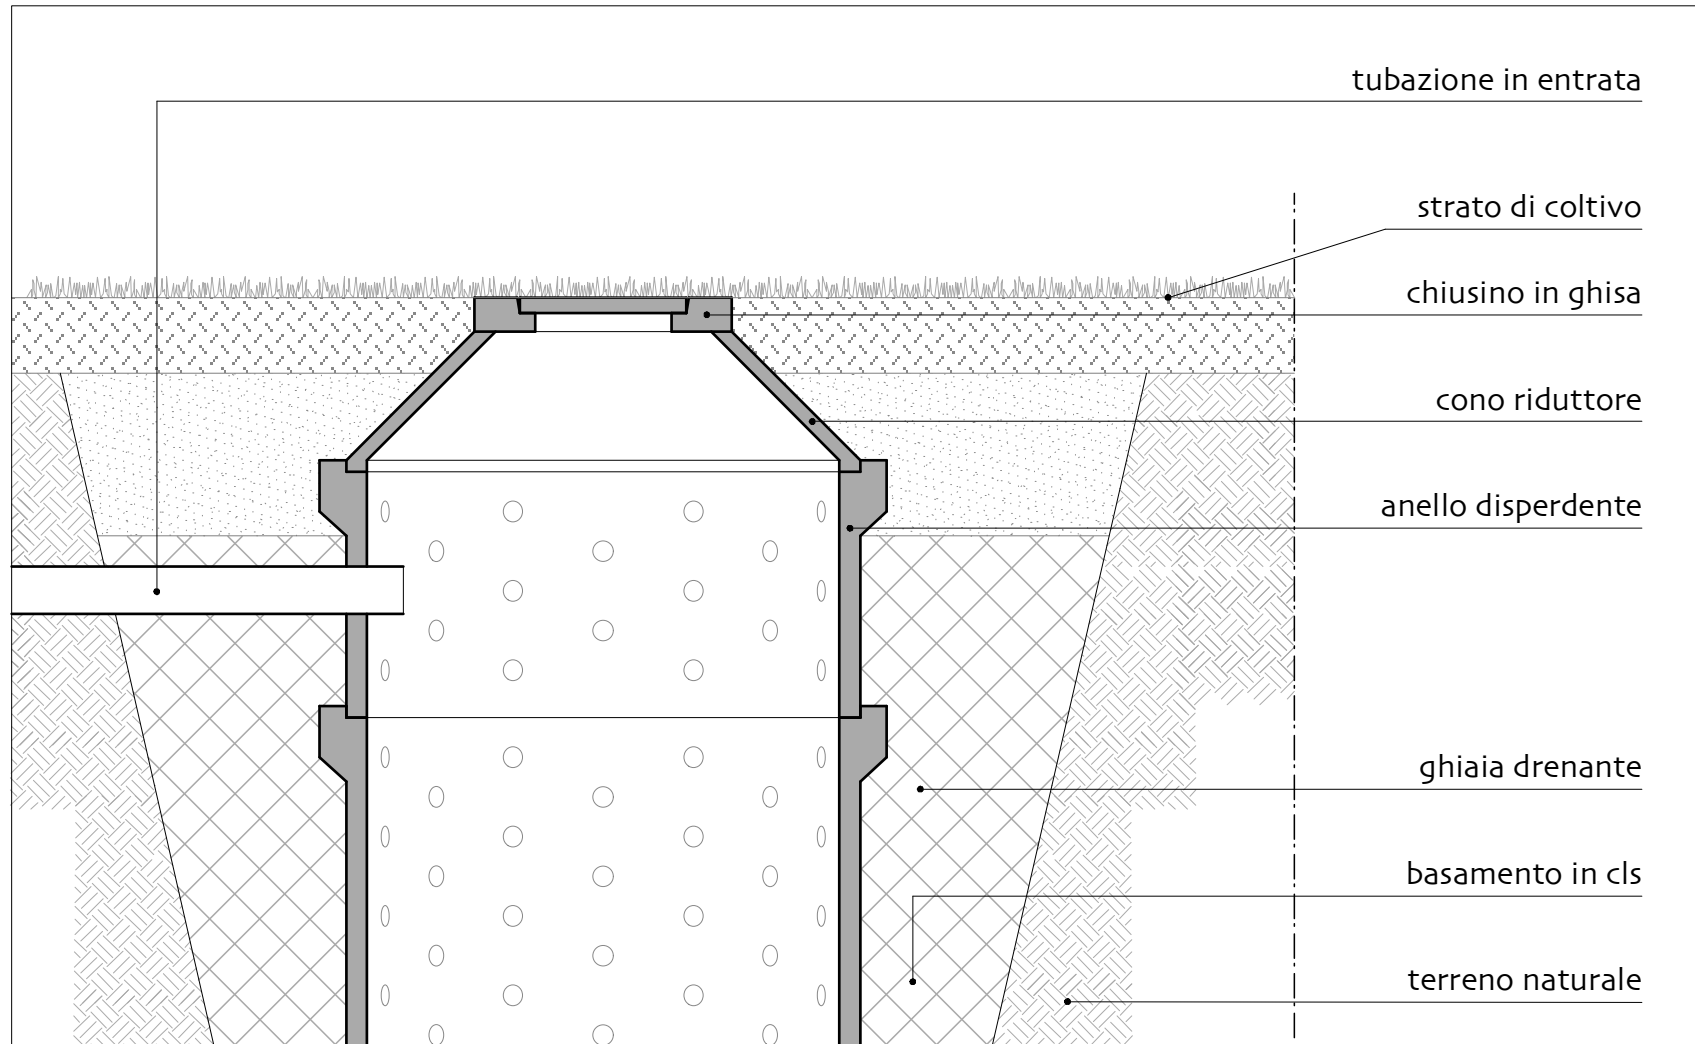 tubazione in entrata
strato di coltivo
chiusino in ghisa
cono riduttore
anello disperdente
ghiaia drenante
basamento in cls
terreno naturale